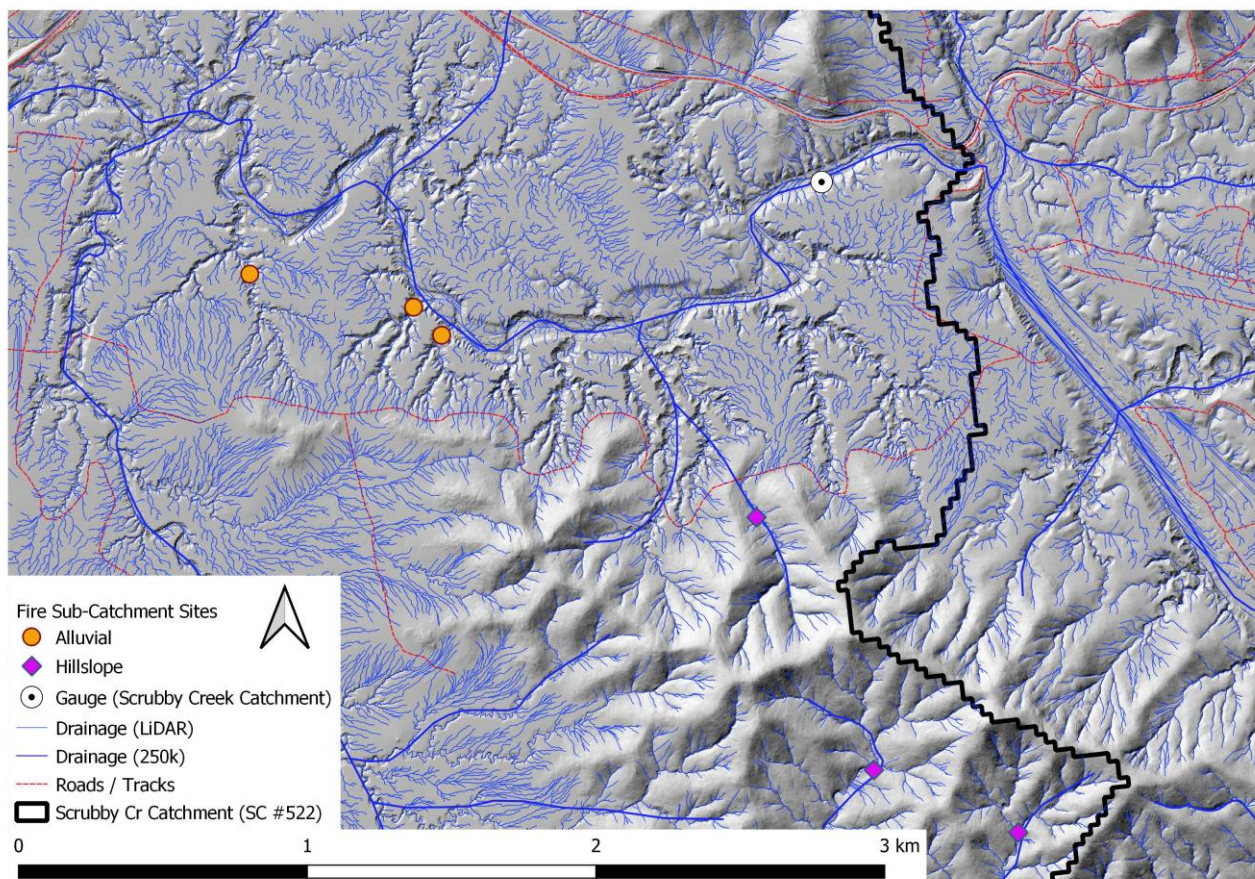 Fire Sub-Catchment Sites
Alluvial
Hillslope
Gauge (Scrubby Creek Catchment)
Drainage (LiDAR)
Drainage (250k)
Roads / Tracks
Scrubby Cr Catchment (SC #522)
0 1 2 3 km